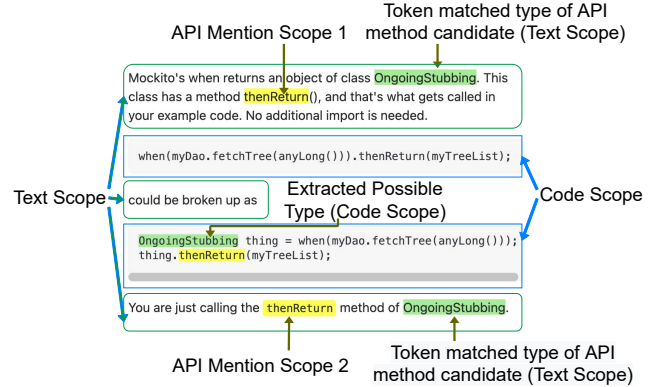 API Mention Scope 1
Token matched type of API
method candidate (Text Scope)
Mockito's when returns an object of class OngoingStubbing. This
class has a method thenReturn(), and that's what gets called in
your example code. No additional import is needed.
when(myDao.fetchTree(anyLong())).thenReturn(myTreeList);
Text Scope
could be broken up as
Extracted Possible
Type (Code Scope)
Code Scope
OngoingStubbing thing = when(myDao.fetchTree(anyLong()));
thing.thenReturn(myTreeList);
You are just calling the thenReturn method of OngoingStubbing.
API Mention Scope 2
Token matched type of API
method candidate (Text Scope)